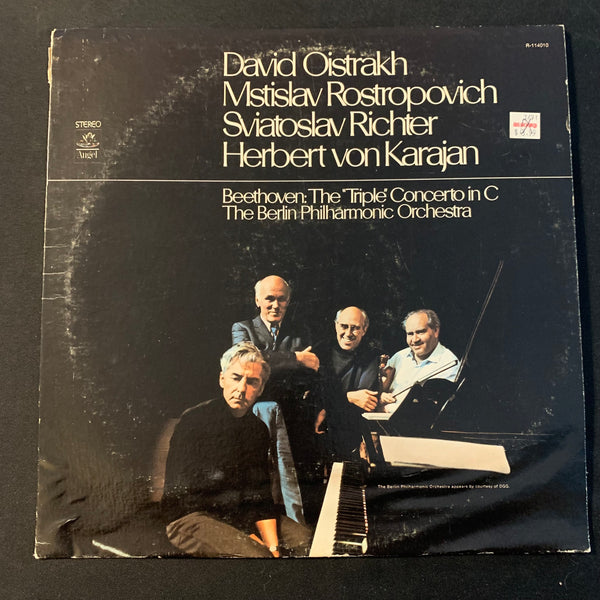 R-114010
David Oistrakh
Mstislav Rostropovich
Sviatoslav Richter
Herbert von Karajan
STEREO
Angel
Beethoven: The "Triple" Concerto in C
The Berlin Philharmonic Orchestra
The Berlin Philharmonic Orchestra appears by courtesy of DGG.